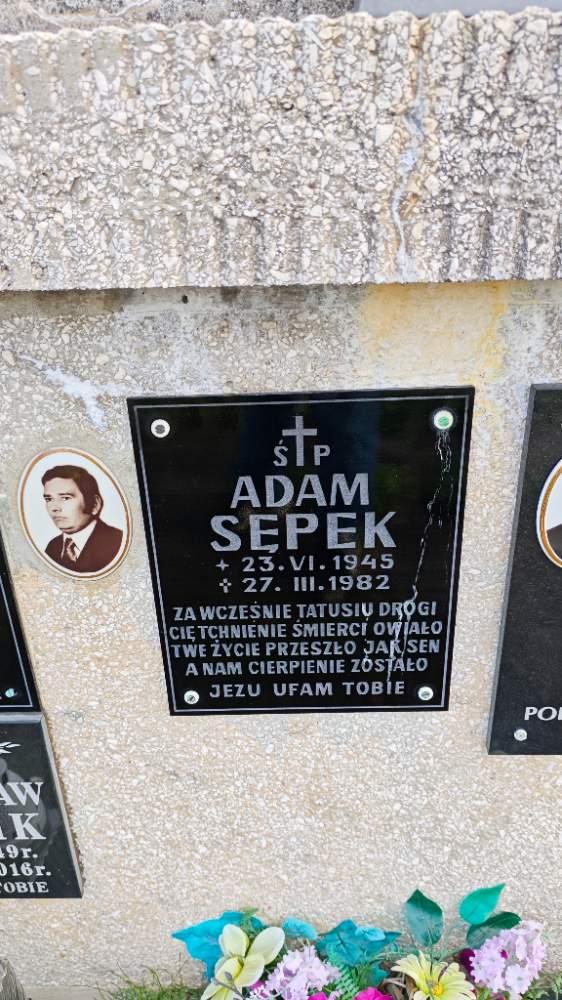 Ś P
ADAM
SĘPEK
+ 23.VI.1945
✝ 27.III.1982
ZA WCZEŚNIE TATUSIU DROGI
CIĘ TCHNIENIE ŚMIERCI OWIAŁO
TWE ŻYCIE PRZESZŁO JAK SEN
A NAM CIERPIENIE ZOSTAŁO
JEZU UFAM TOBIE